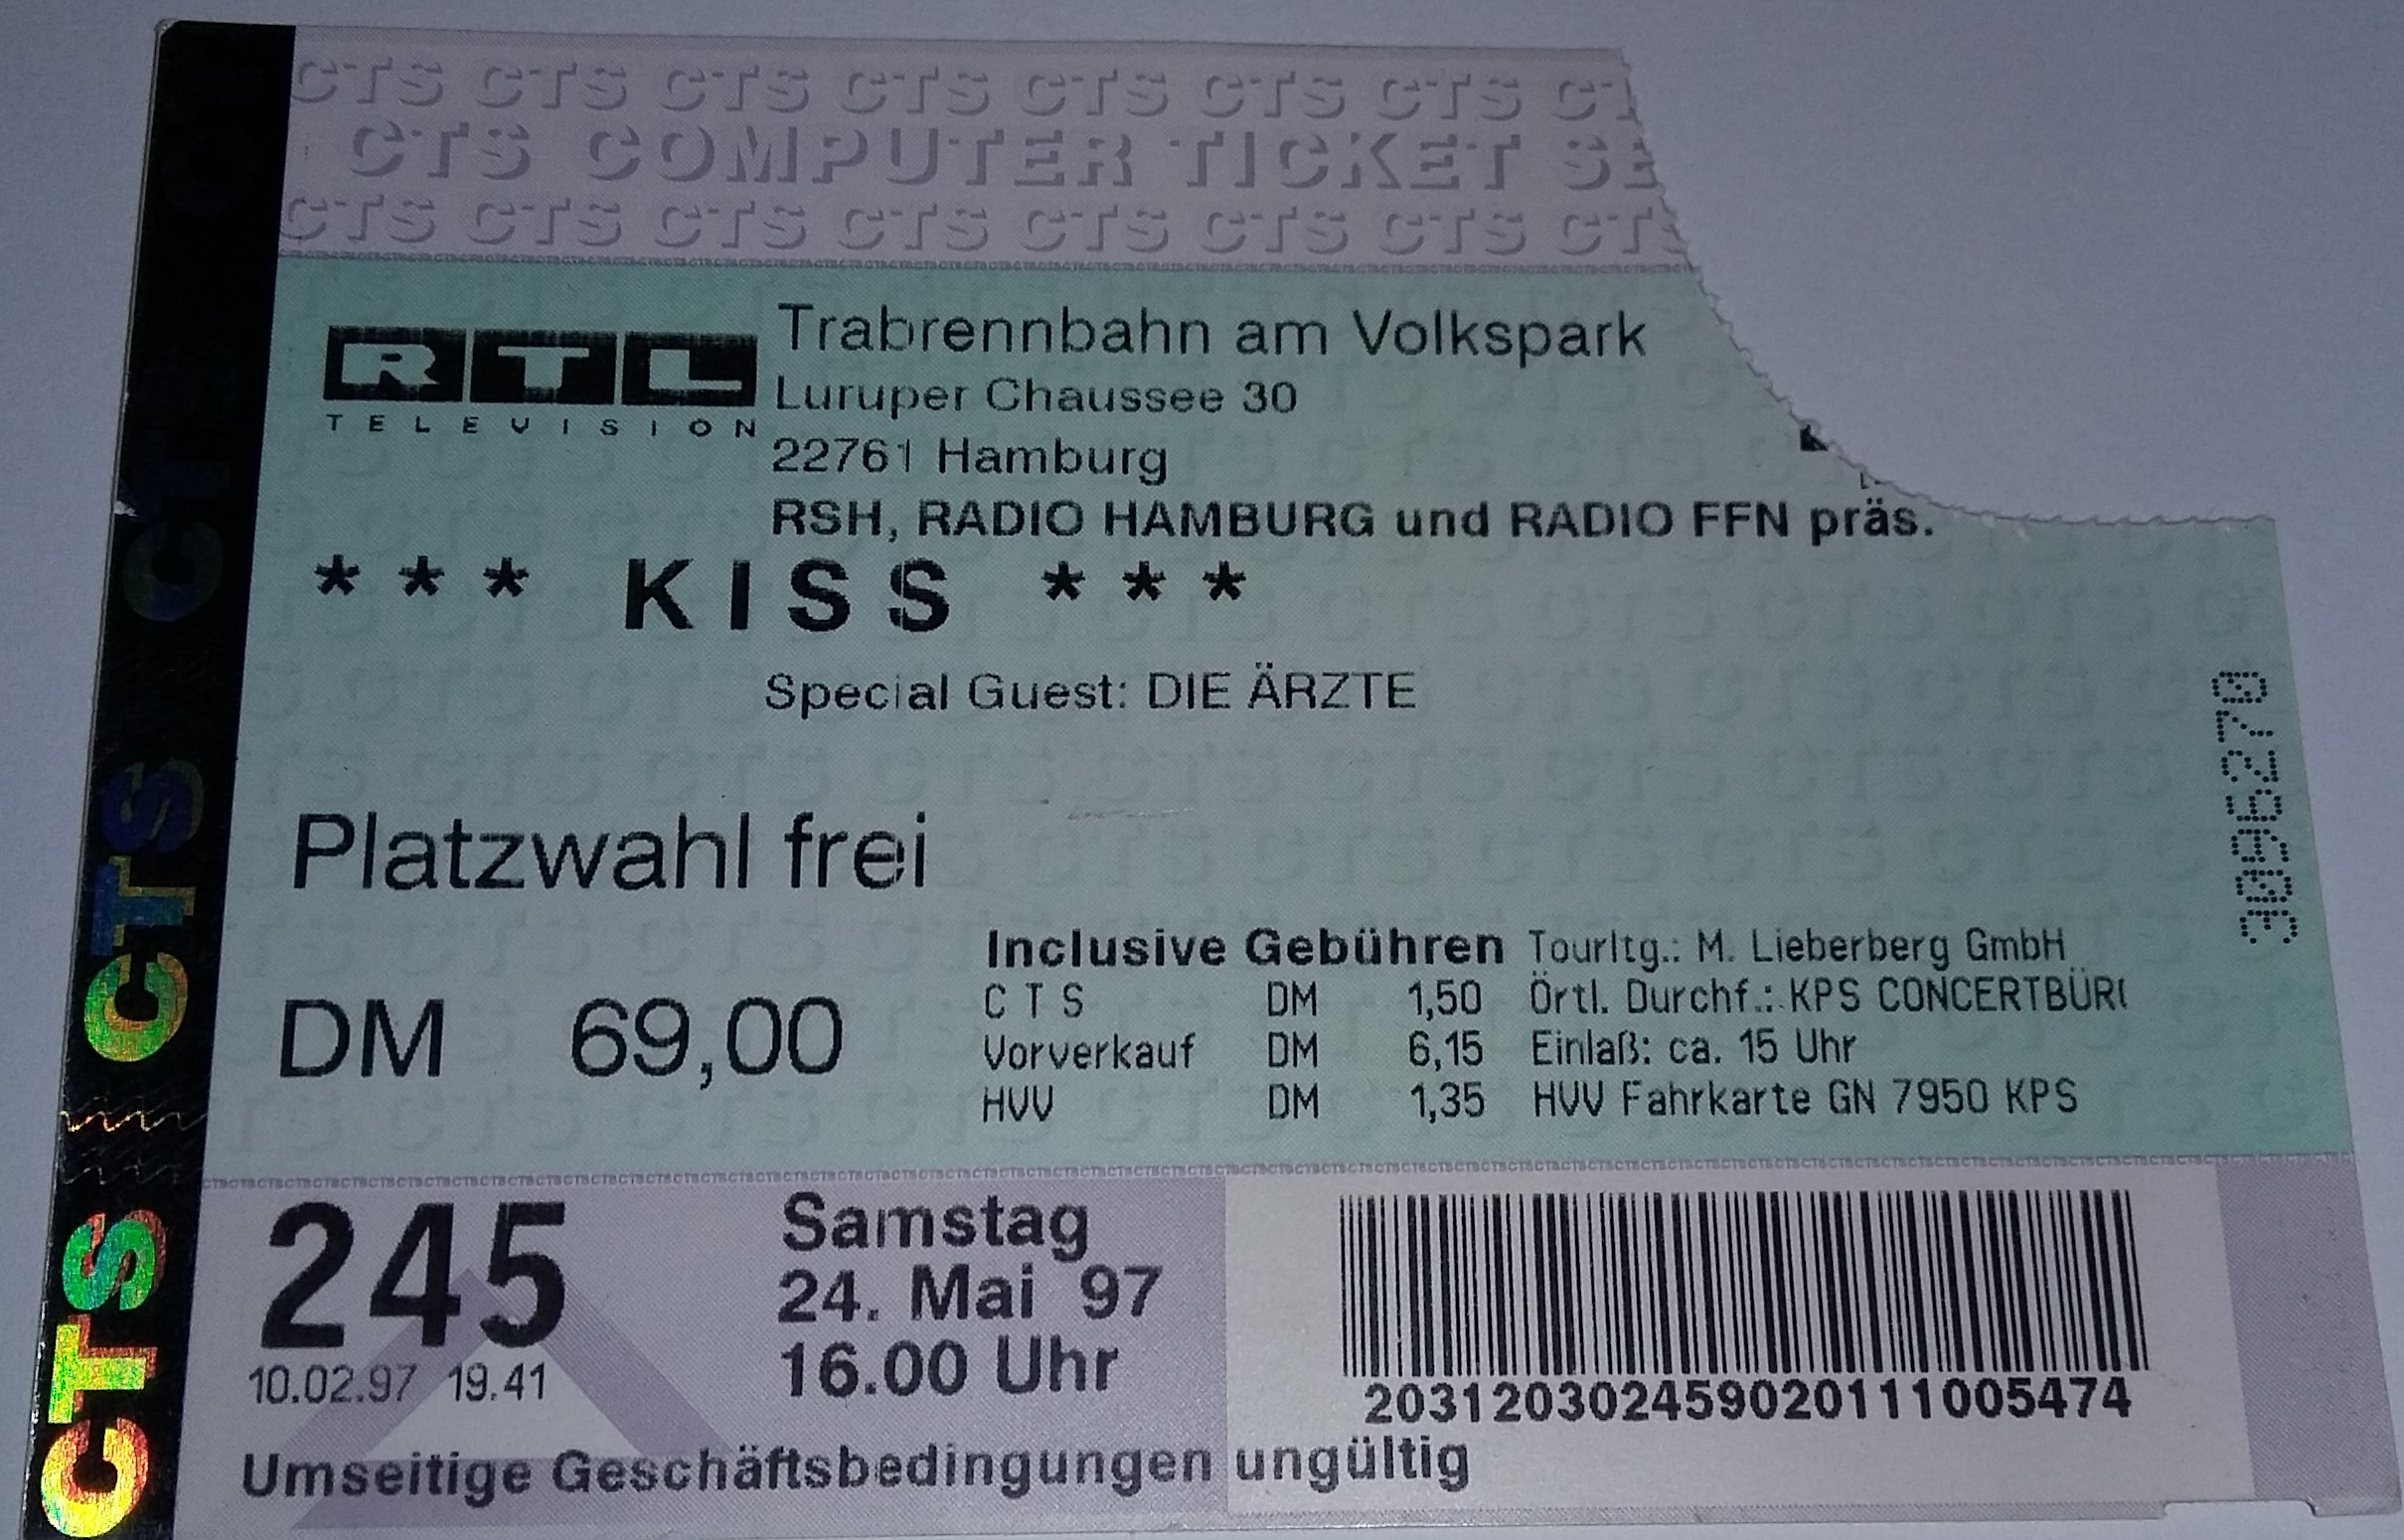 CTS CTS CTS CTS CTS CTS CTS
CTS COMPUTER TICKET
CTS CTS CTS CTS CTS CTS CTS CTS
RTL
TELEVISION
Trabrennbahn am Volkspark
Luruper Chaussee 30
22761 Hamburg
RSH, RADIO HAMBURG und RADIO FFN präs.
* * * KISS * * *
Special Guest: DIE ÄRZTE
Platzwahl frei
DM 69,00
Inclusive Gebühren
CTS DM 1,50
Vorverkauf DM 6,15
HVV DM 1,35
Tourltg.: M. Lieberberg GmbH
Örtl. Durchf.: KPS CONCERTBÜR
Einlaß: ca. 15 Uhr
HVV Fahrkarte GN 7950 KPS
3096270
245
10.02.97 19.41
Samstag
24. Mai 97
16.00 Uhr
203120302459020111005474
Umseitige Geschäftsbedingungen ungültig
CTS CTS CTS